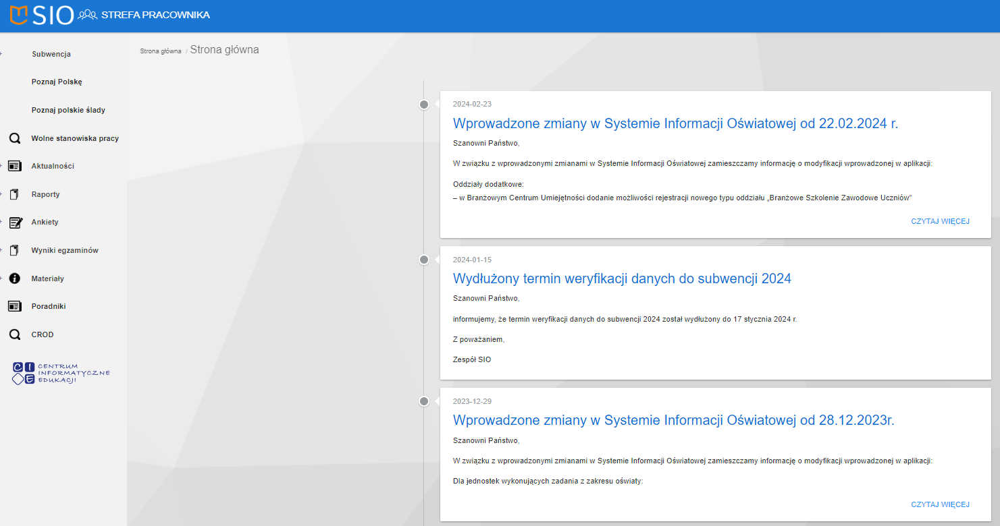 SIO STREFA PRACOWNIKA
Subwencja
Poznaj Polskę
Poznaj polskie ślady
Wolne stanowiska pracy
Aktualności
Raporty
Ankiety
Wyniki egzaminów
Materiały
Poradniki
CROD
CIE CENTRUM
INFORMATYCZNE
EDUKACJI
Strona główna / Strona główna
2024-02-23
Wprowadzone zmiany w Systemie Informacji Oświatowej od 22.02.2024 r.
Szanowni Państwo,
W związku z wprowadzonymi zmianami w Systemie Informacji Oświatowej zamieszczamy informację o modyfikacji wprowadzonej w aplikacji:
Oddziały dodatkowe:
– w Branżowym Centrum Umiejętności dodanie możliwości rejestracji nowego typu oddziału „Branżowe Szkolenie Zawodowe Uczniów”
CZYTAJ WIĘCEJ
2024-01-15
Wydłużony termin weryfikacji danych do subwencji 2024
Szanowni Państwo,
informujemy, że termin weryfikacji danych do subwencji 2024 został wydłużony do 17 stycznia 2024 r.
Z poważaniem,
Zespół SIO
2023-12-29
Wprowadzone zmiany w Systemie Informacji Oświatowej od 28.12.2023r.
Szanowni Państwo,
W związku z wprowadzonymi zmianami w Systemie Informacji Oświatowej zamieszczamy informację o modyfikacji wprowadzonej w aplikacji:
Dla jednostek wykonujących zadania z zakresu oświaty:
CZYTAJ WIĘCEJ